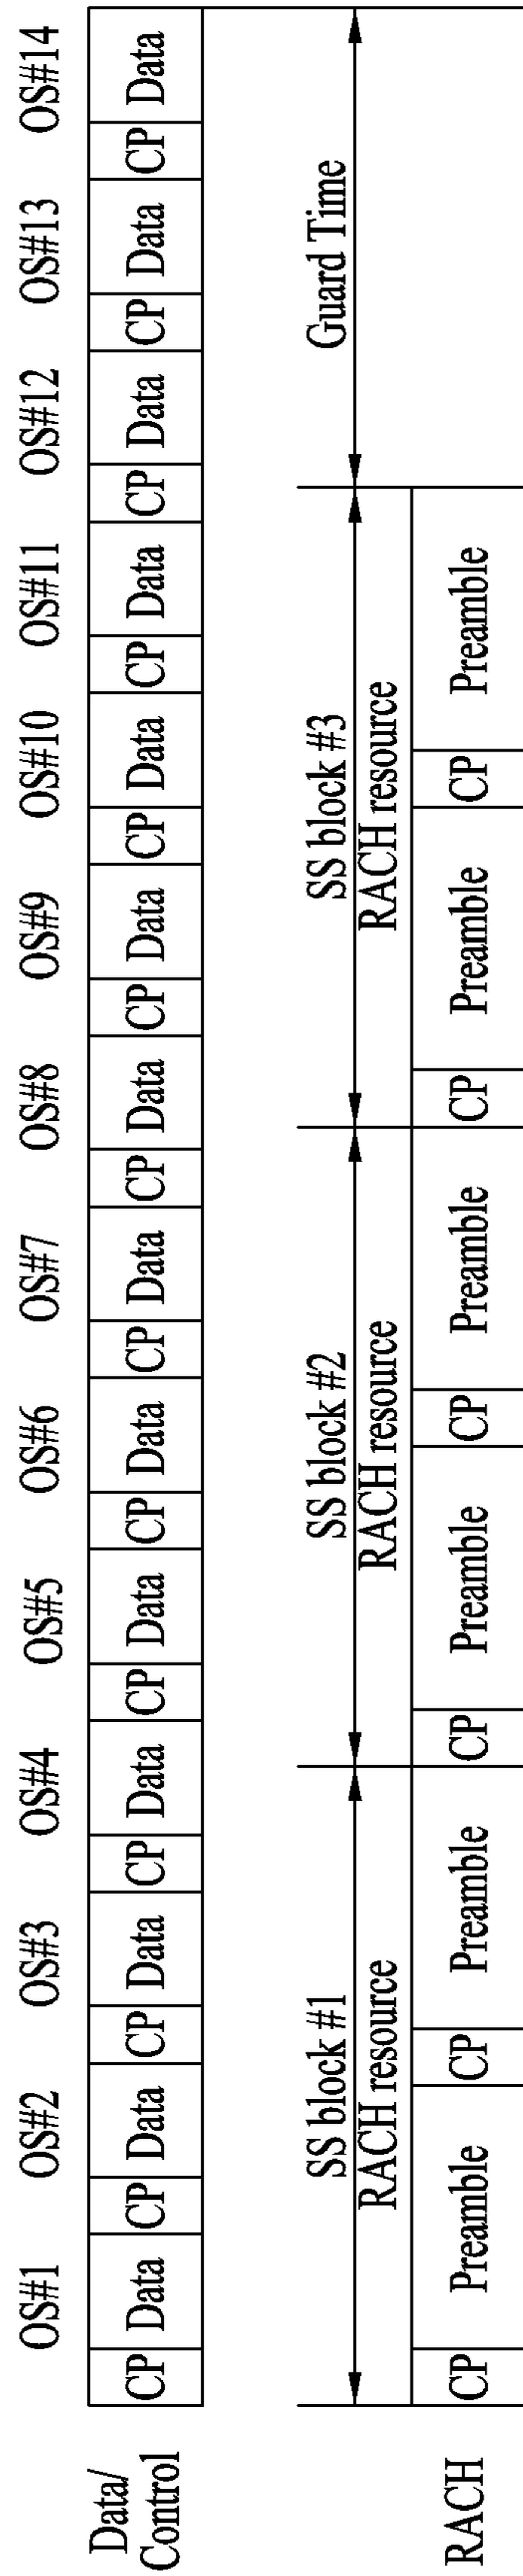 OS#1 OS#2 OS#3 OS#4 OS#5 OS#6 OS#7 OS#8 OS#9 OS#10 OS#11 OS#12 OS#13 OS#14
Data/
Control
CP Data CP Data CP Data CP Data CP Data CP Data CP Data CP Data CP Data CP Data CP Data CP Data CP Data CP Data
SS block #1 SS block #2 SS block #3 Guard Time
RACH resource RACH resource RACH resource
RACH CP Preamble CP Preamble CP Preamble CP Preamble CP Preamble CP Preamble